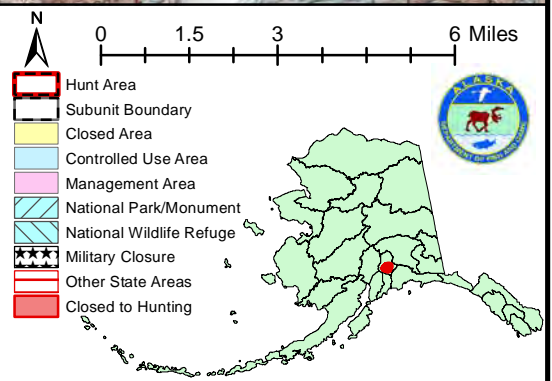 N
0 1.5 3 6 Miles
Hunt Area
Subunit Boundary
Closed Area
Controlled Use Area
Management Area
National Park/Monument
National Wildlife Refuge
Military Closure
Other State Areas
Closed to Hunting
ALASKA
DEPARTMENT OF FISH AND GAME